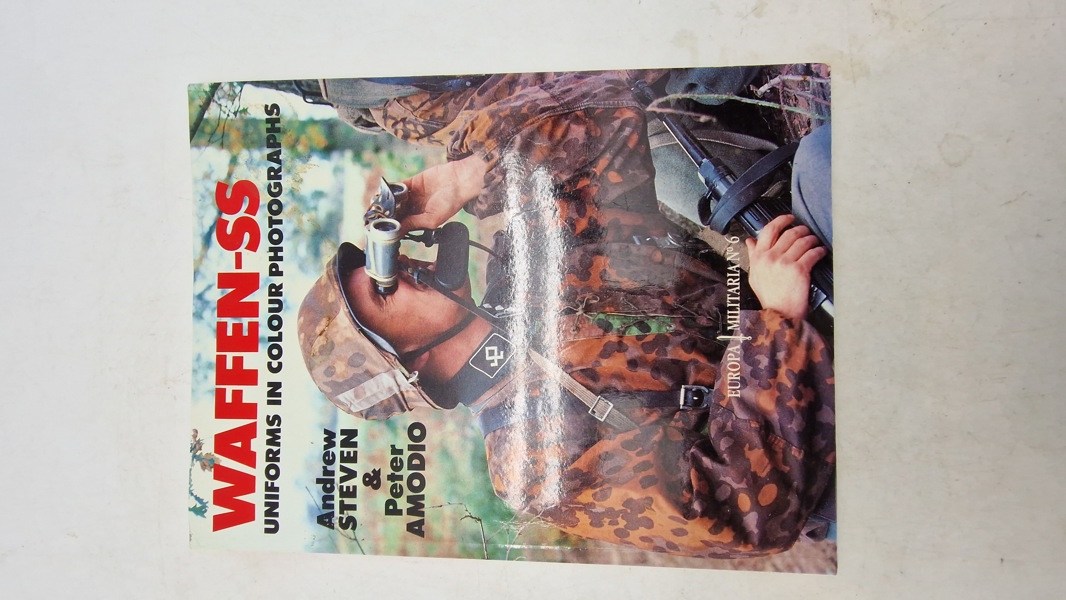 WAFFEN-SS
UNIFORMS IN COLOUR PHOTOGRAPHS
Andrew
STEVEN
&
Peter
AMODIO
EUROPA MILITARIA Nº 6